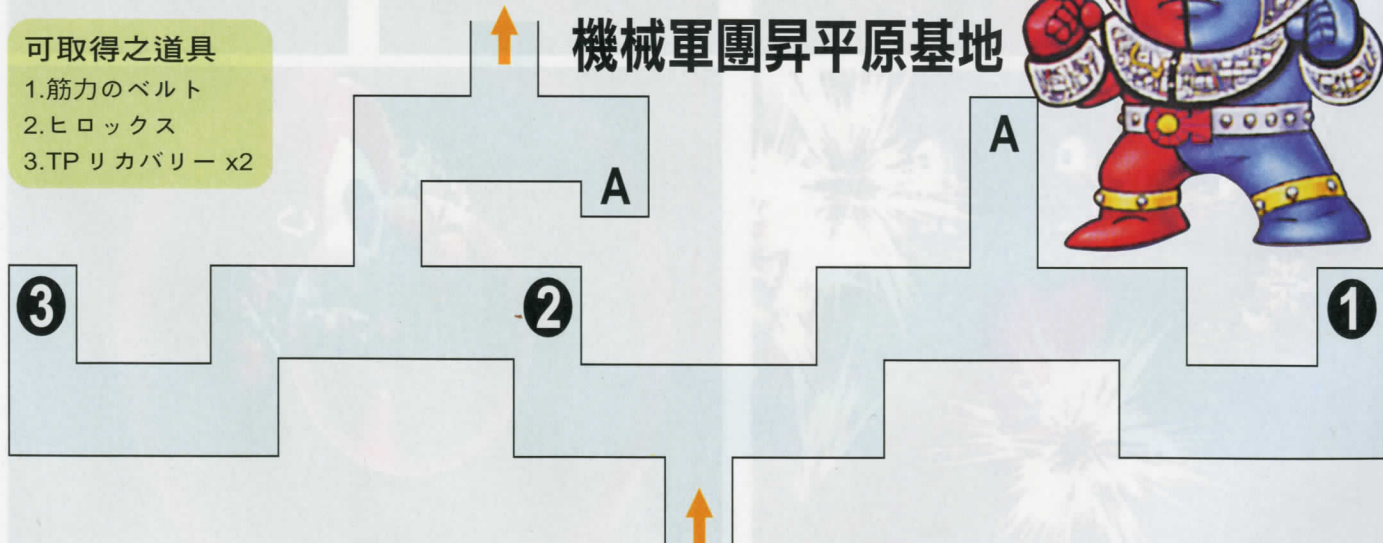 機械軍團昇平原基地
可取得之道具
1.筋力のベルト
2.ヒロックス
3.TP リカバリー x2
A
A
3
2
1